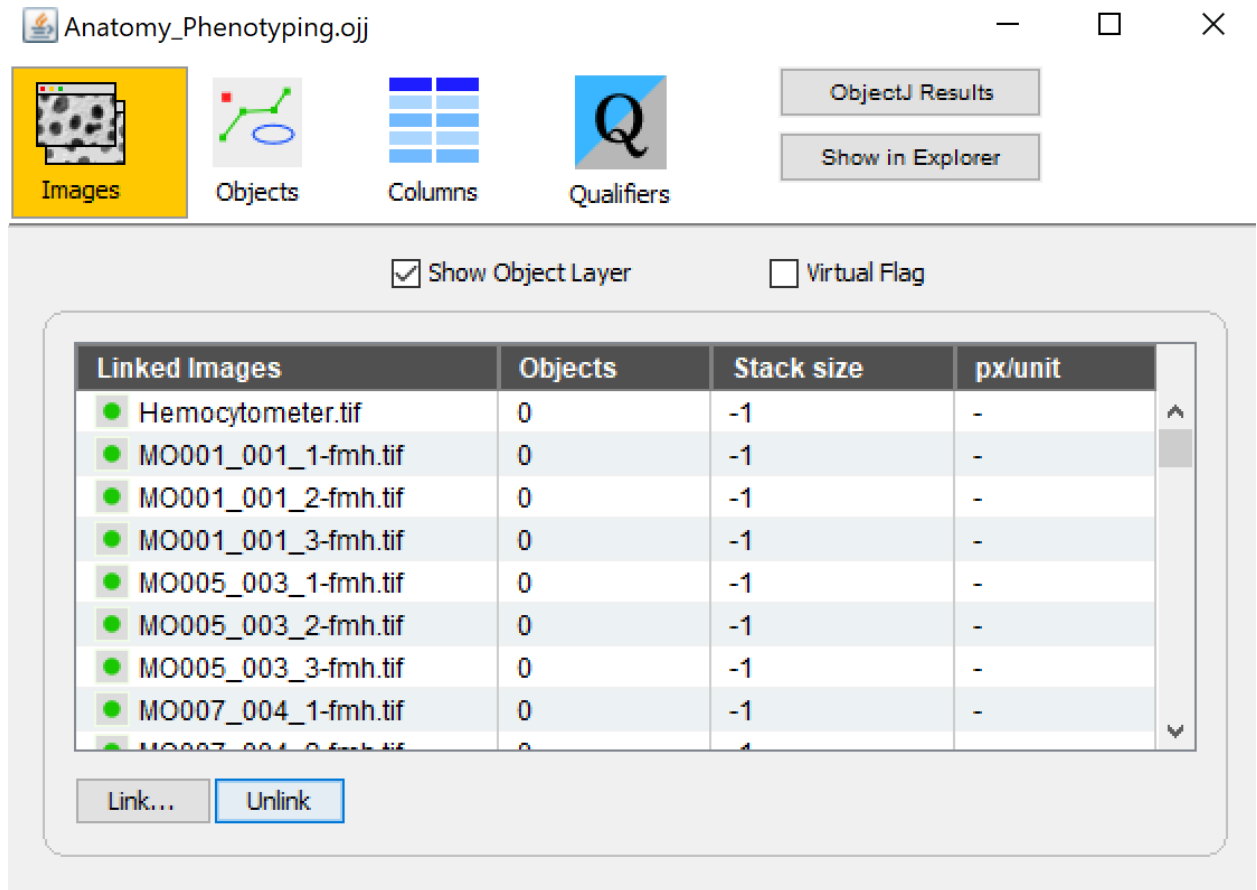 Anatomy_Phenotyping.ojj
Images Objects Columns Q Qualifiers
ObjectJ Results
Show in Explorer
Show Object Layer Virtual Flag
Linked Images Objects Stack size px/unit
Hemocytometer.tif 0 -1 -
MO001_001_1-fmh.tif 0 -1 -
MO001_001_2-fmh.tif 0 -1 -
MO001_001_3-fmh.tif 0 -1 -
MO005_003_1-fmh.tif 0 -1 -
MO005_003_2-fmh.tif 0 -1 -
MO005_003_3-fmh.tif 0 -1 -
MO007_004_1-fmh.tif 0 -1 -
Link... Unlink